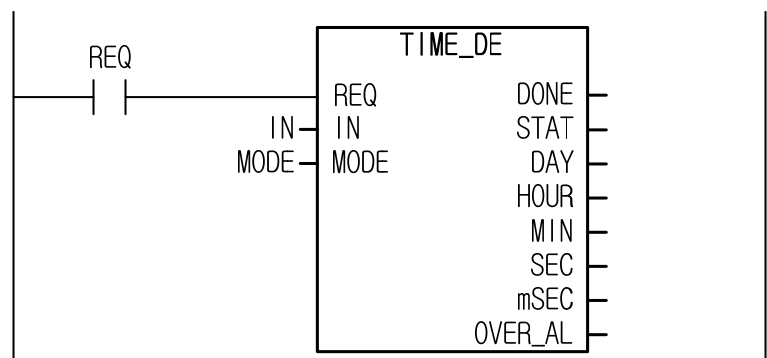 TIME_DE
REQ
REQ DONE
IN IN STAT
MODE MODE DAY
HOUR
MIN
SEC
mSEC
OVER_AL